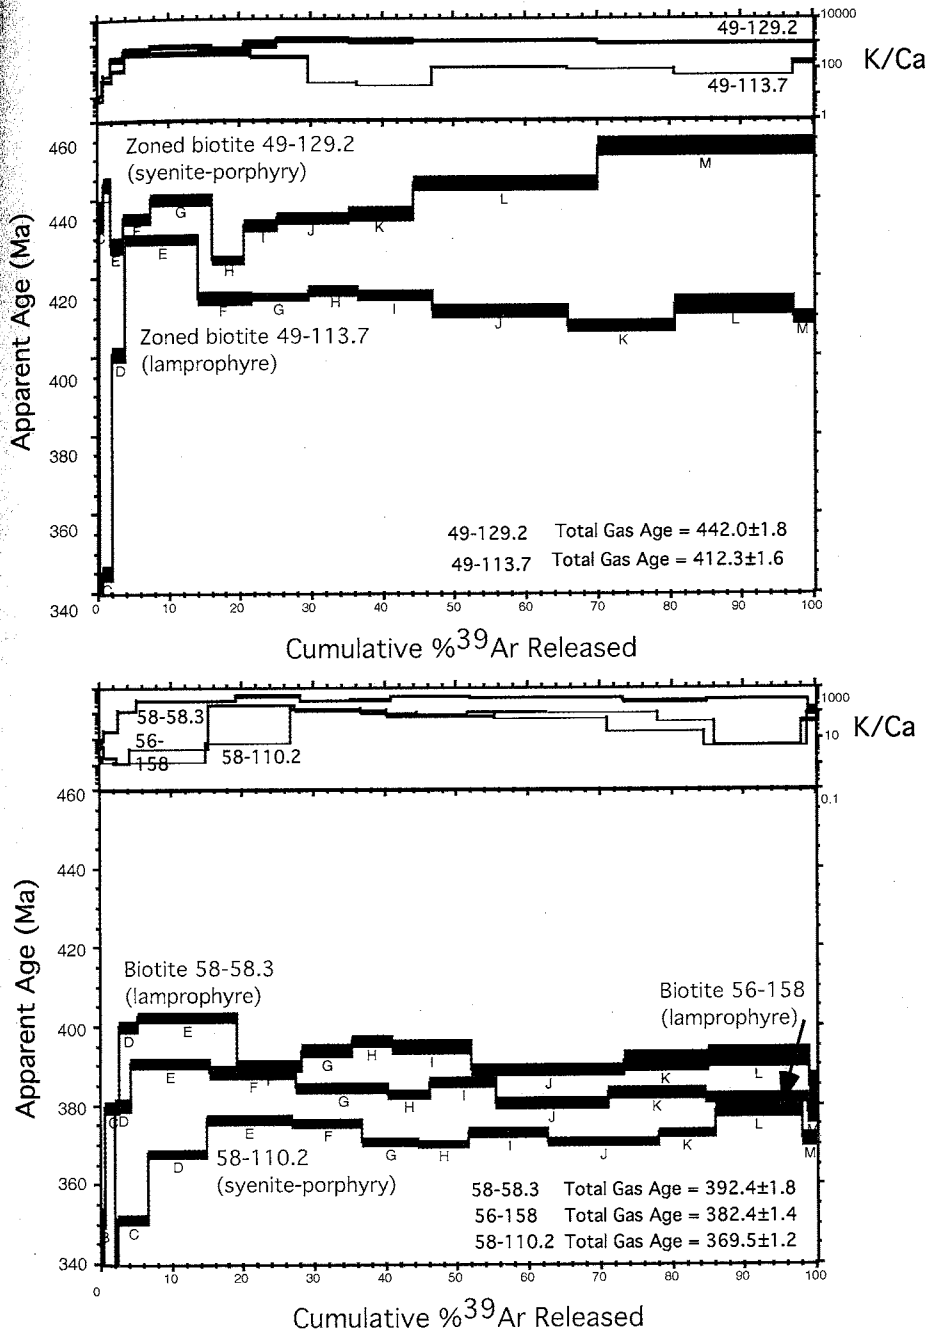 10000
49-129.2
100 K/Ca
49-113.7
1
460
Zoned biotite 49-129.2
(syenite-porphyry)
M
L
G
F
440
I J K
E E
H
420
F G H I J K L M
Zoned biotite 49-113.7
(lamprophyre)
D
400
Apparent Age (Ma)
380
360
49-129.2 Total Gas Age = 442.0±1.8
49-113.7 Total Gas Age = 412.3±1.6
C
340
0 10 20 30 40 50 60 70 80 90 100
Cumulative %39Ar Released
1000
58-58.3
K/Ca
56-
10
158
58-110.2
460
0.1
440
420
Biotite 58-58.3
(lamprophyre)
Biotite 56-158
(lamprophyre)
400
D E
G H I J K L
Apparent Age (Ma)
E F
G H I J K L
380
C D
E F G H I J K M
D
58-110.2
(syenite-porphyry)
360
58-58.3 Total Gas Age = 392.4±1.8
56-158 Total Gas Age = 382.4±1.4
58-110.2 Total Gas Age = 369.5±1.2
C
B
340
0 10 20 30 40 50 60 70 80 90 100
Cumulative %39Ar Released